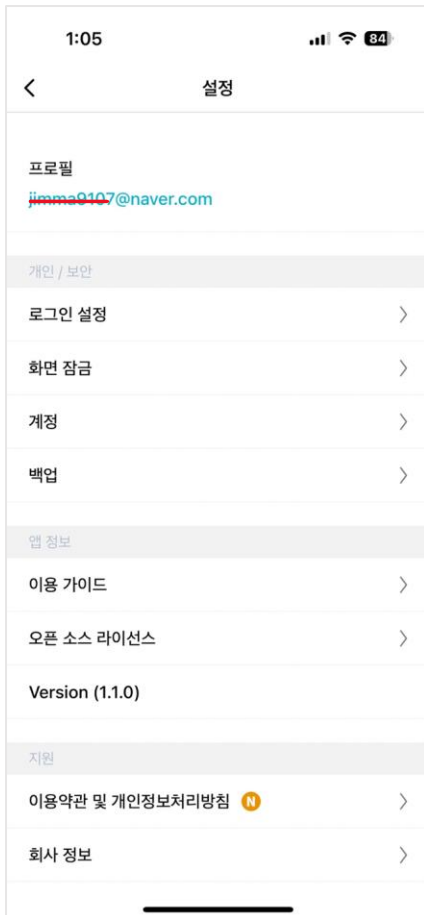 1:05
84
설정
프로필
jimma9107@naver.com
개인 / 보안
로그인 설정
화면 잠금
계정
백업
앱 정보
이용 가이드
오픈 소스 라이선스
Version (1.1.0)
지원
이용약관 및 개인정보처리방침 N
회사 정보